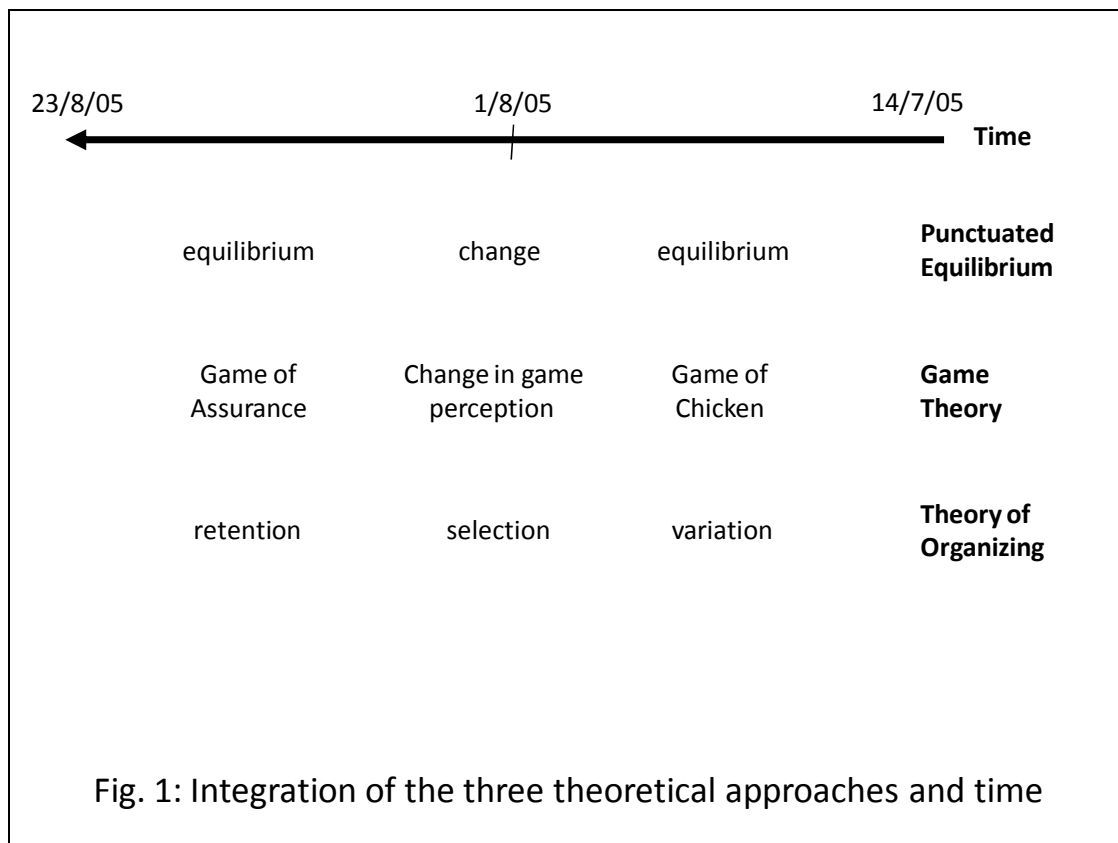 23/8/05 1/8/05 14/7/05
Time
equilibrium change equilibrium Punctuated
Equilibrium
Game of Change in game Game of Game
Assurance perception Chicken Theory
retention selection variation Theory of
Organizing
Fig. 1: Integration of the three theoretical approaches and time